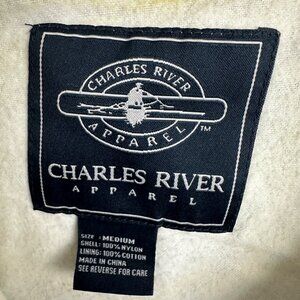 CHARLES RIVER
APPAREL
™
CHARLES RIVER
APPAREL
SIZE: MEDIUM
SHELL: 100% NYLON
LINING: 100% COTTON
MADE IN CHINA
SEE REVERSE FOR CARE